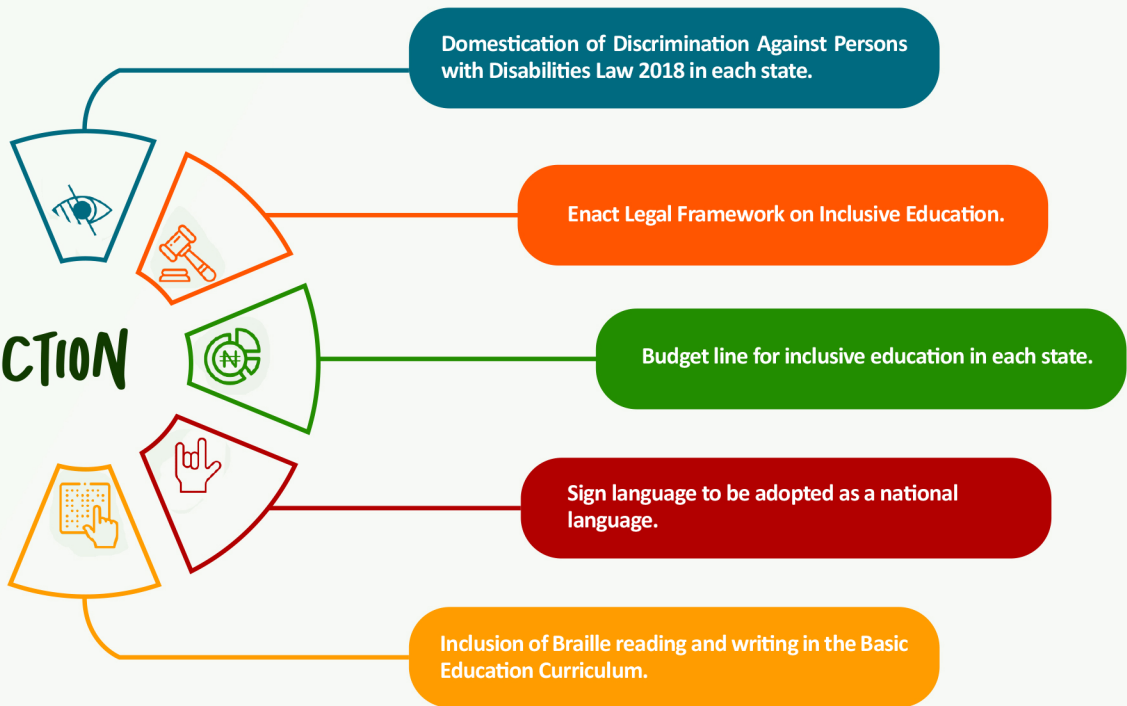 Domestication of Discrimination Against Persons
with Disabilities Law 2018 in each state.
Enact Legal Framework on Inclusive Education.
CTION
Budget line for inclusive education in each state.
Sign language to be adopted as a national
language.
Inclusion of Braille reading and writing in the Basic
Education Curriculum.